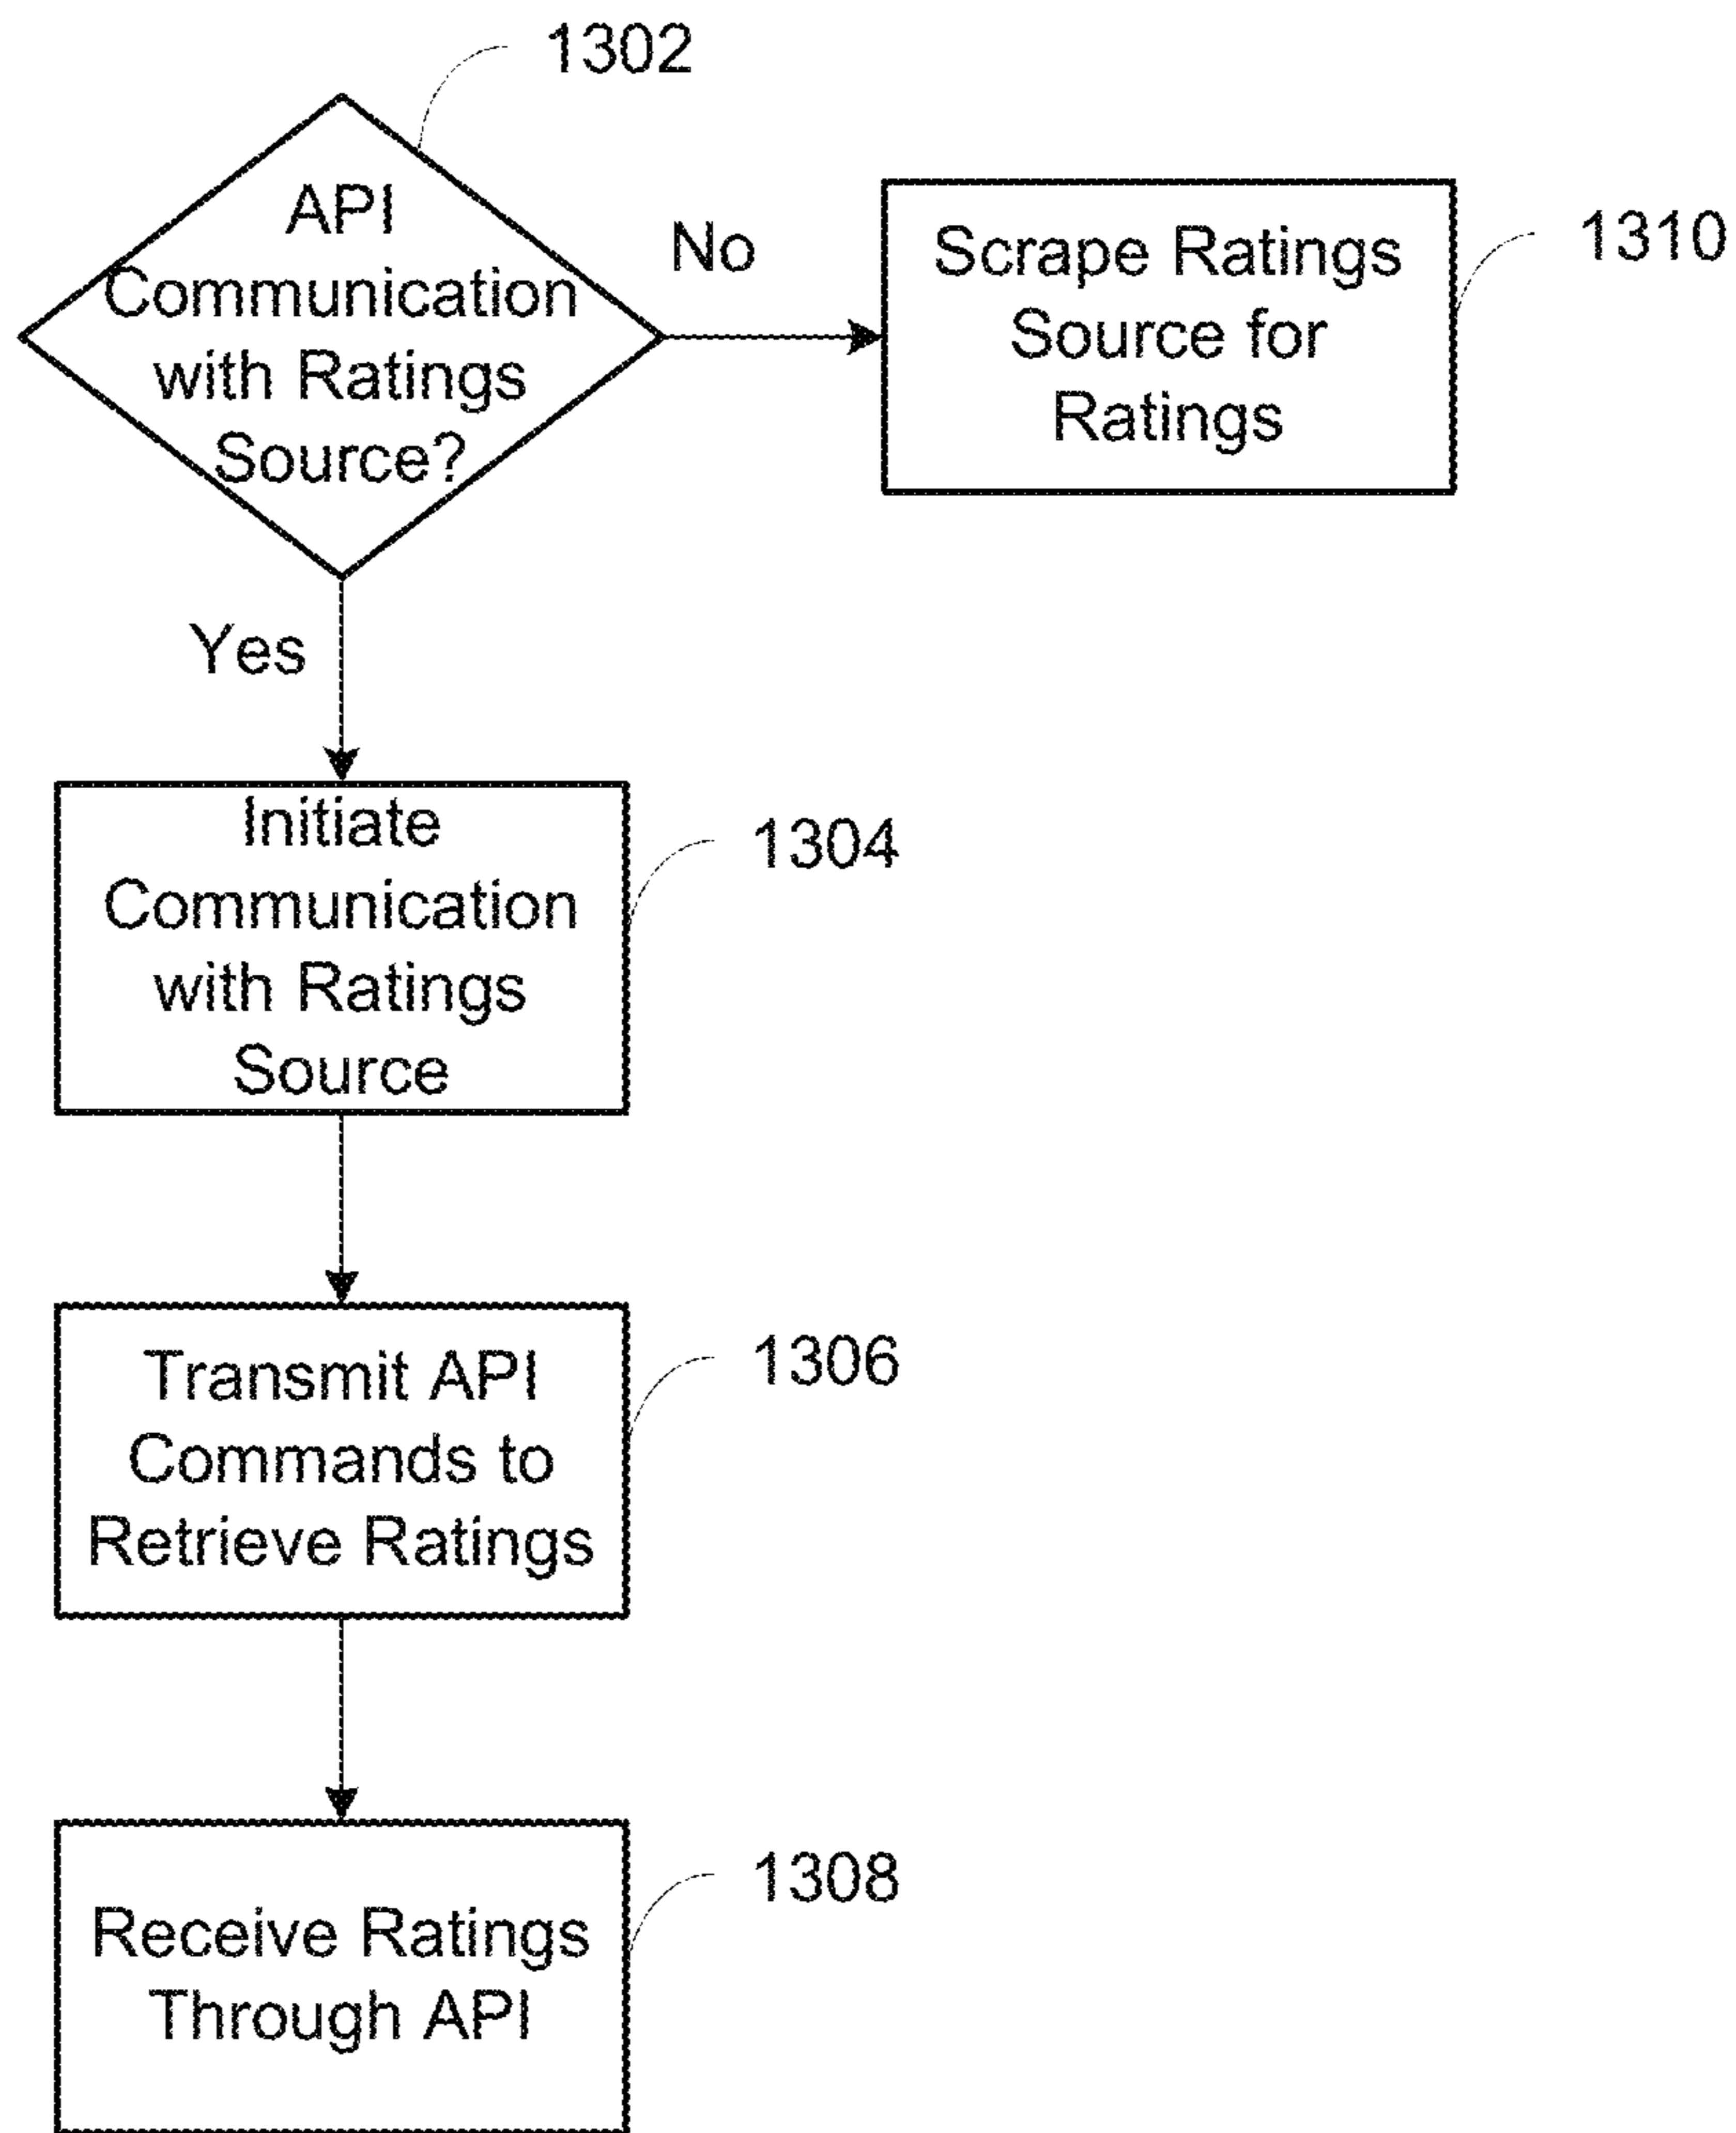 1302
API
Communication
with Ratings
Source?
No
Scrape Ratings
Source for
Ratings
1310
Yes
Initiate
Communication
with Ratings
Source
1304
Transmit API
Commands to
Retrieve Ratings
1306
Receive Ratings
Through API
1308